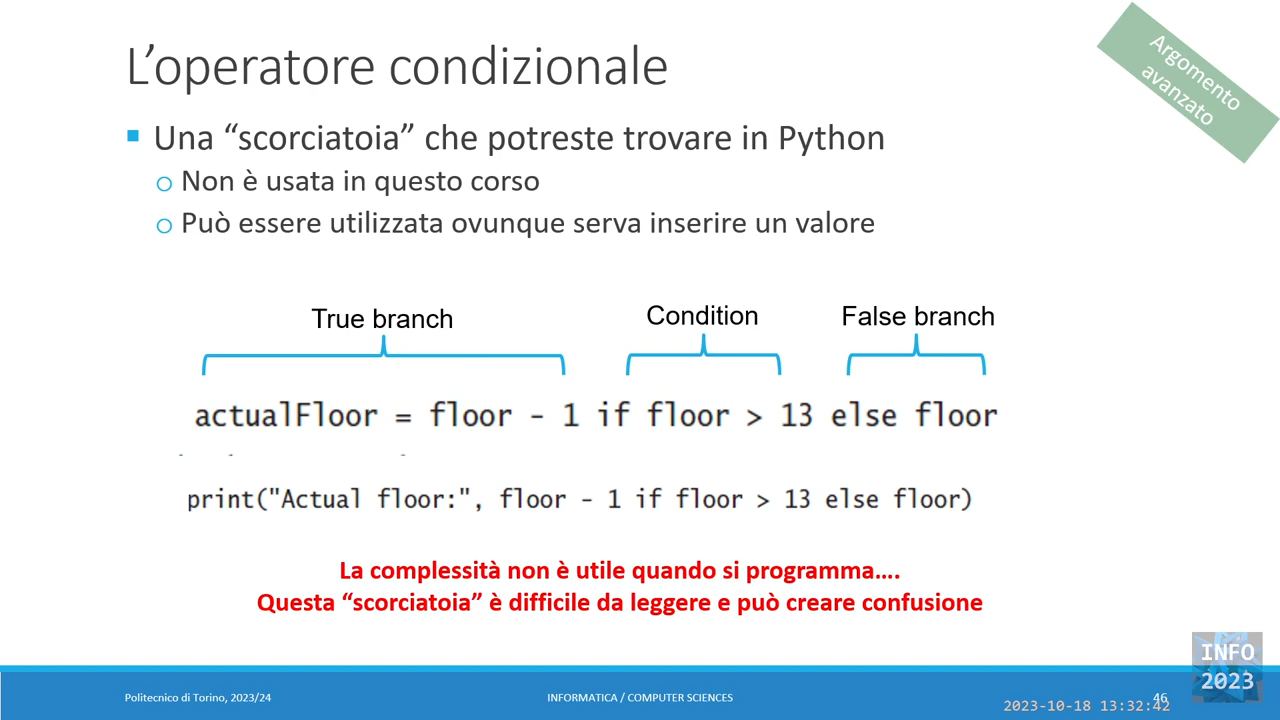 L’operatore condizionale
Argomento
avanzato
Una “scorciatoia” che potreste trovare in Python
Non è usata in questo corso
Può essere utilizzata ovunque serva inserire un valore
True branch
Condition
False branch
actualFloor = floor - 1 if floor > 13 else floor
print("Actual floor:", floor - 1 if floor > 13 else floor)
La complessità non è utile quando si programma….
Questa “scorciatoia” è difficile da leggere e può creare confusione
Politecnico di Torino, 2023/24
INFORMATICA / COMPUTER SCIENCES
46
INFO
2023
2023-10-18 13:32:42